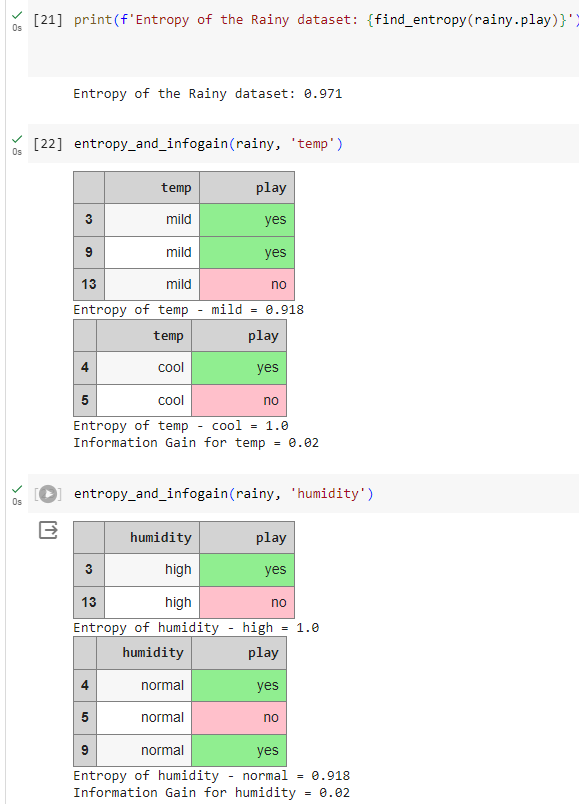 [21] print(f'Entropy of the Rainy dataset: {find_entropy(rainy.play)}')
0s
Entropy of the Rainy dataset: 0.971
[22] entropy_and_infogain(rainy, 'temp')
0s
temp play
3 mild yes
9 mild yes
13 mild no
Entropy of temp - mild = 0.918
temp play
4 cool yes
5 cool no
Entropy of temp - cool = 1.0
Information Gain for temp = 0.02
[ ] entropy_and_infogain(rainy, 'humidity')
0s
humidity play
3 high yes
13 high no
Entropy of humidity - high = 1.0
humidity play
4 normal yes
5 normal no
9 normal yes
Entropy of humidity - normal = 0.918
Information Gain for humidity = 0.02